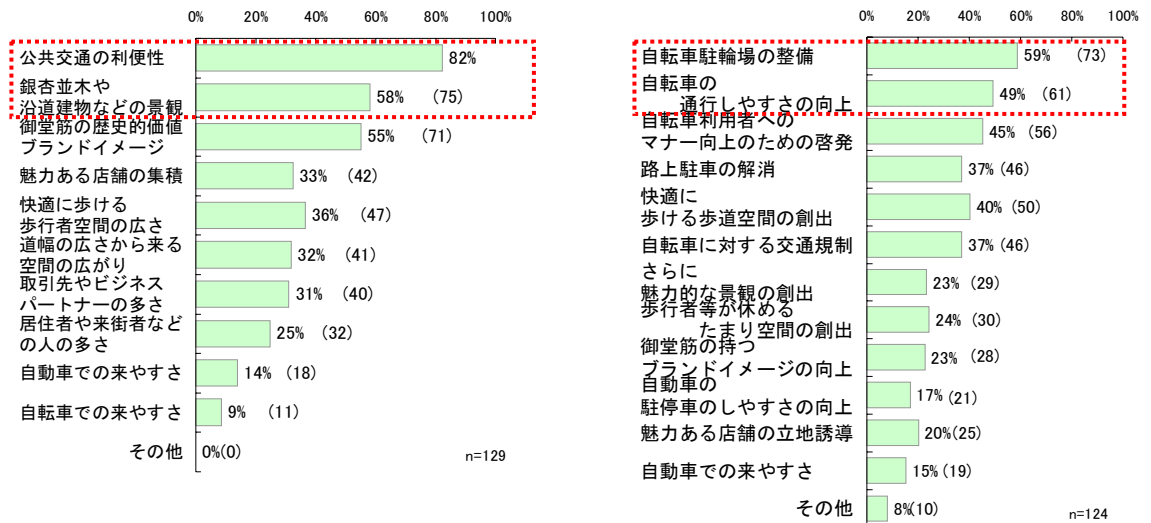 0% 20% 40% 60% 80% 100%
公共交通の利便性 82%
銀杏並木や
沿道建物などの景観 58% (75)
御堂筋の歴史的価値
ブランドイメージ 55% (71)
魅力ある店舗の集積 33% (42)
快適に歩ける
歩行者空間の広さ 36% (47)
道幅の広さから来る
空間の広がり 32% (41)
取引先やビジネス
パートナーの多さ 31% (40)
居住者や来街者など
の人の多さ 25% (32)
自動車での来やすさ 14% (18)
自転車での来やすさ 9% (11)
その他 0%(0)
n=129
0% 20% 40% 60% 80% 100%
自転車駐輪場の整備 59% (73)
自転車の
通行しやすさの向上 49% (61)
自転車利用者への
マナー向上のための啓発 45% (56)
路上駐車の解消 37% (46)
快適に
歩ける歩道空間の創出 40% (50)
自転車に対する交通規制 37% (46)
さらに
魅力的な景観の創出 23% (29)
歩行者等が休める
たまり空間の創出 24% (30)
御堂筋の持つ
ブランドイメージの向上 23% (28)
自動車の
駐停車のしやすさの向上 17% (21)
魅力ある店舗の立地誘導 20%(25)
自動車での来やすさ 15% (19)
その他 8%(10)
n=124